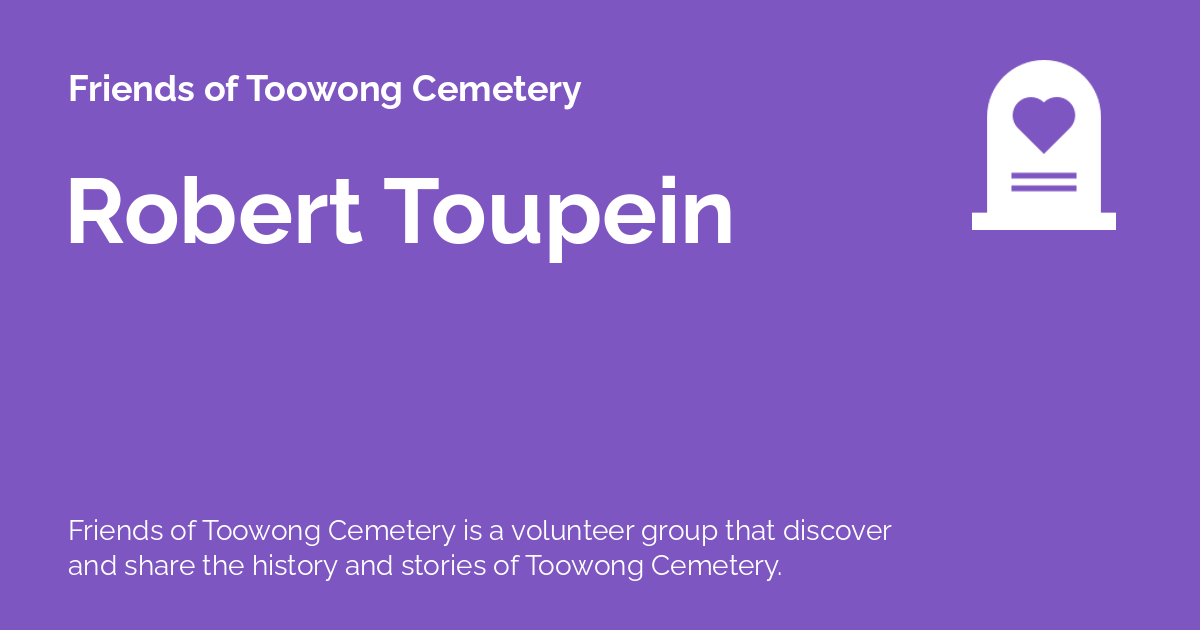 Friends of Toowong Cemetery
Robert Toupein
Friends of Toowong Cemetery is a volunteer group that discover
and share the history and stories of Toowong Cemetery.